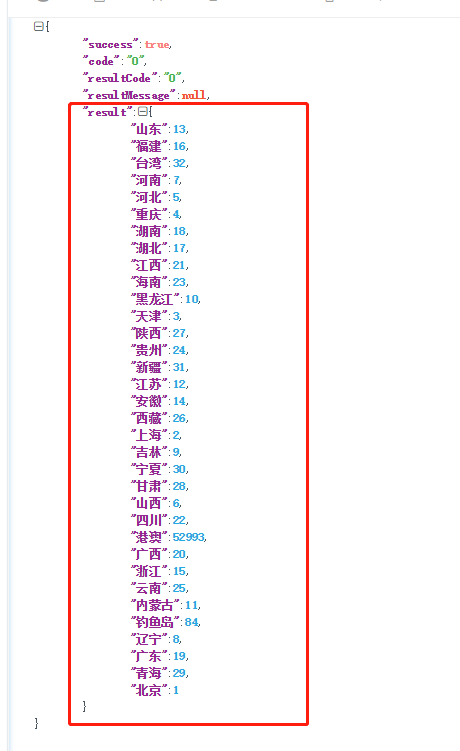 {
"success":true,
"code":"0",
"resultCode":"0",
"resultMessage":null,
"result":{
"山东":13,
"福建":16,
"台湾":32,
"河南":7,
"河北":5,
"重庆":4,
"湖南":18,
"湖北":17,
"江西":21,
"海南":23,
"黑龙江":10,
"天津":3,
"陕西":27,
"贵州":24,
"新疆":31,
"江苏":12,
"安徽":14,
"西藏":26,
"上海":2,
"吉林":9,
"宁夏":30,
"甘肃":28,
"山西":6,
"四川":22,
"港澳":52993,
"广西":20,
"浙江":15,
"云南":25,
"内蒙古":11,
"钓鱼岛":84,
"辽宁":8,
"广东":19,
"青海":29,
"北京":1
}
}